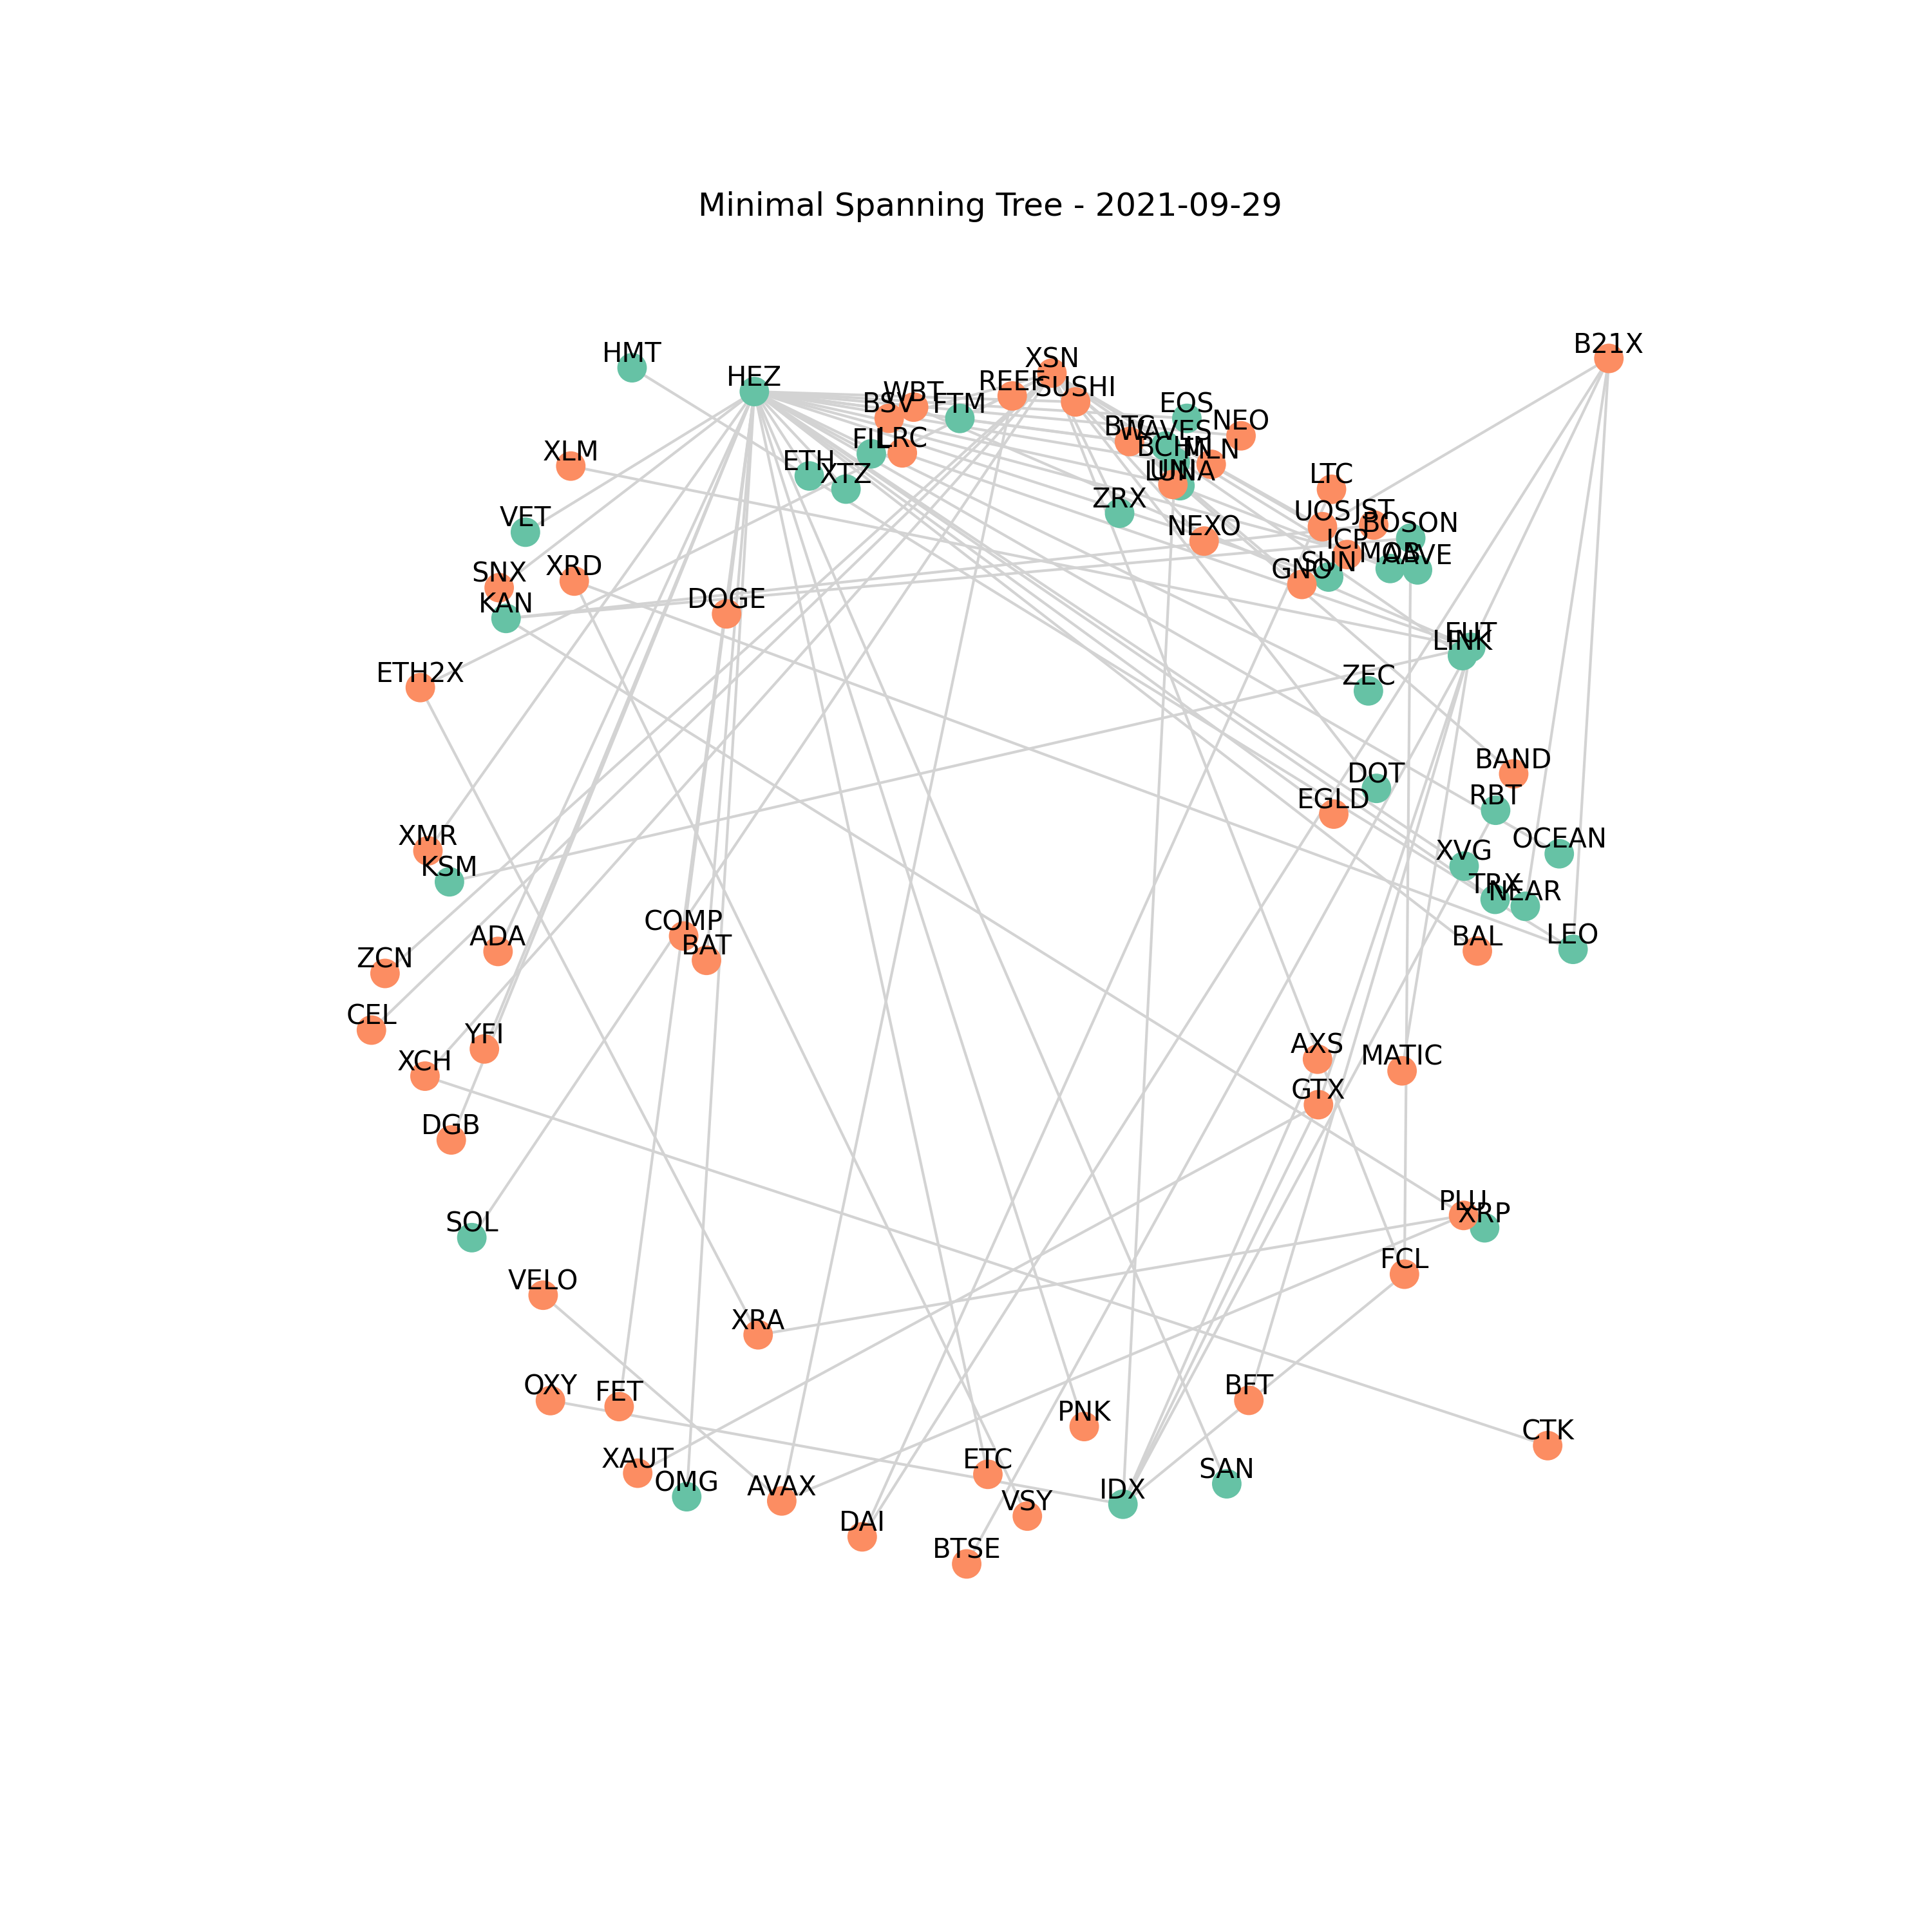 Minimal Spanning Tree - 2021-09-29
B21X
HMT
XSN
HEZ
REEF
SUSHI
WBT
BSV
FTM
EOS
NEO
BTC
WAVES
FIL
LRC
XLM
ETH
XTZ
MLN
LUNA
LTC
ZRX
UOS
JST
BOSON
VET
NEXO
ICP
MOB
AAVE
SUN
GNO
SNX
XRD
KAN
DOGE
LINK
ETH2X
ZEC
BAND
DOT
EGLD
RBT
OCEAN
XMR
KSM
XVG
TRX
NEAR
COMP
ADA
BAT
BAL
LEO
ZCN
CEL
YFI
XCH
AXS
MATIC
GTX
DGB
PLU
XRP
SOL
FCL
VELO
XRA
OXY
FET
BFT
PNK
CTK
XAUT
OMG
ETC
SAN
AVAX
IDX
VSY
DAI
BTSE